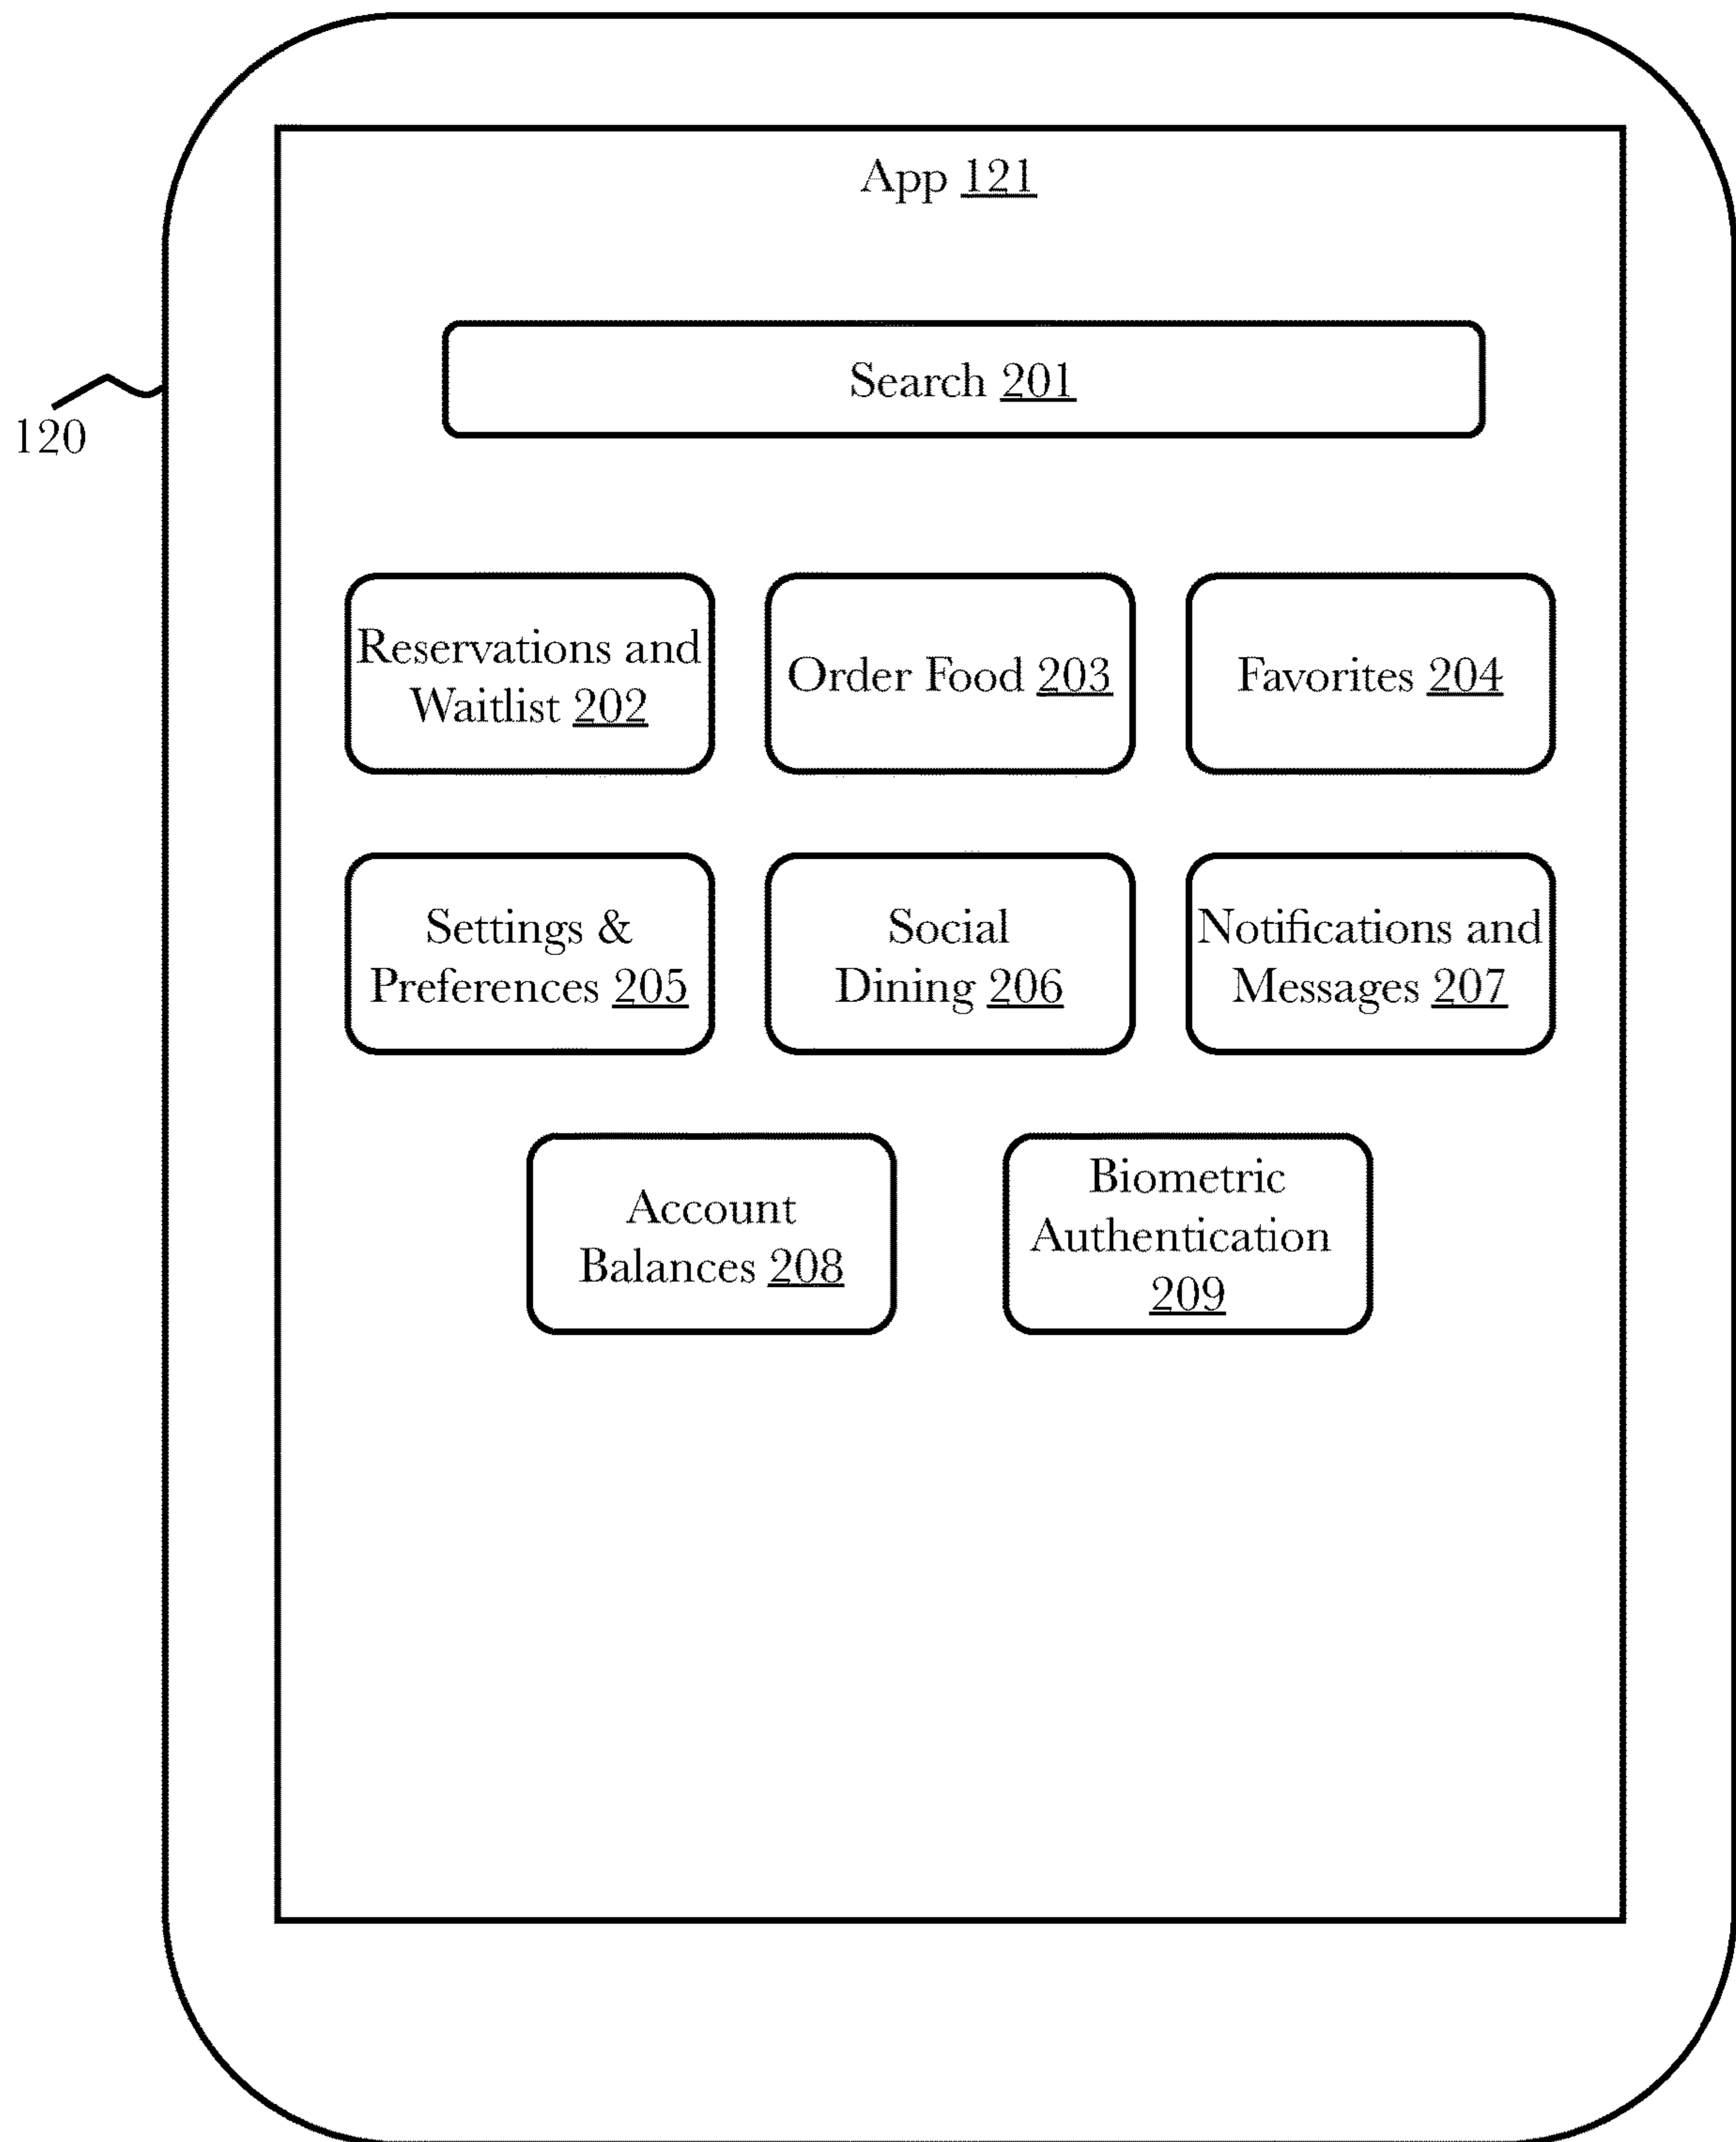 App 121
Search 201
120
Reservations and
Waitlist 202
Order Food 203
Favorites 204
Settings &
Preferences 205
Social
Dining 206
Notifications and
Messages 207
Account
Balances 208
Biometric
Authentication
209